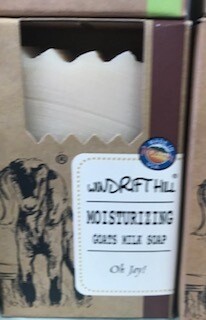 WINDRIFT HILL®
MOISTURIZING
GOATS MILK SOAP
Oh Joy!